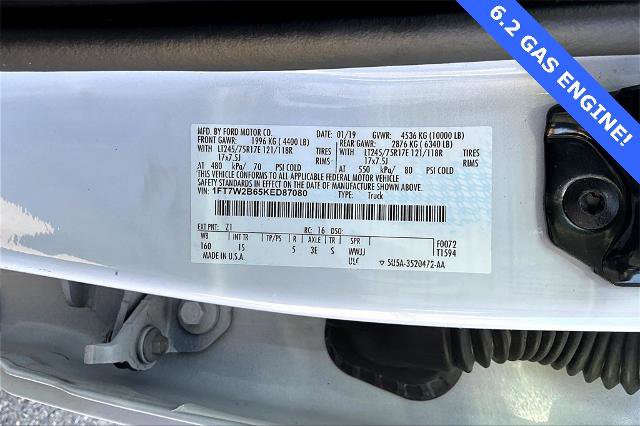 6.2 GAS ENGINE!
MFD. BY FORD MOTOR CO. DATE: 01/19 GVWR: 4536 KG (10000 LB)
FRONT GAWR: 1996 KG (4400 LB) REAR GAWR: 2876 KG (6340 LB)
WITH LT245/75R17E 121/118R TIRES WITH LT245/75R17E 121/118R TIRES
17x7.5J RIMS 17x7.5J RIMS
AT 480 kPa/ 70 PSI COLD AT 550 kPa/ 80 PSI COLD
THIS VEHICLE CONFORMS TO ALL APPLICABLE FEDERAL MOTOR VEHICLE
SAFETY STANDARDS IN EFFECT ON THE DATE OF MANUFACTURE SHOWN ABOVE.
VIN: 1FT7W2B65KED87080 TYPE: Truck
EXT PNT: Z1 RC: 16 DSO: F0072
WB INT TR TP/PS R AXLE TR SPR T1594
160 15 5 3E S WWJJ
MADE IN U.S.A. 5U5A-3520472-AA